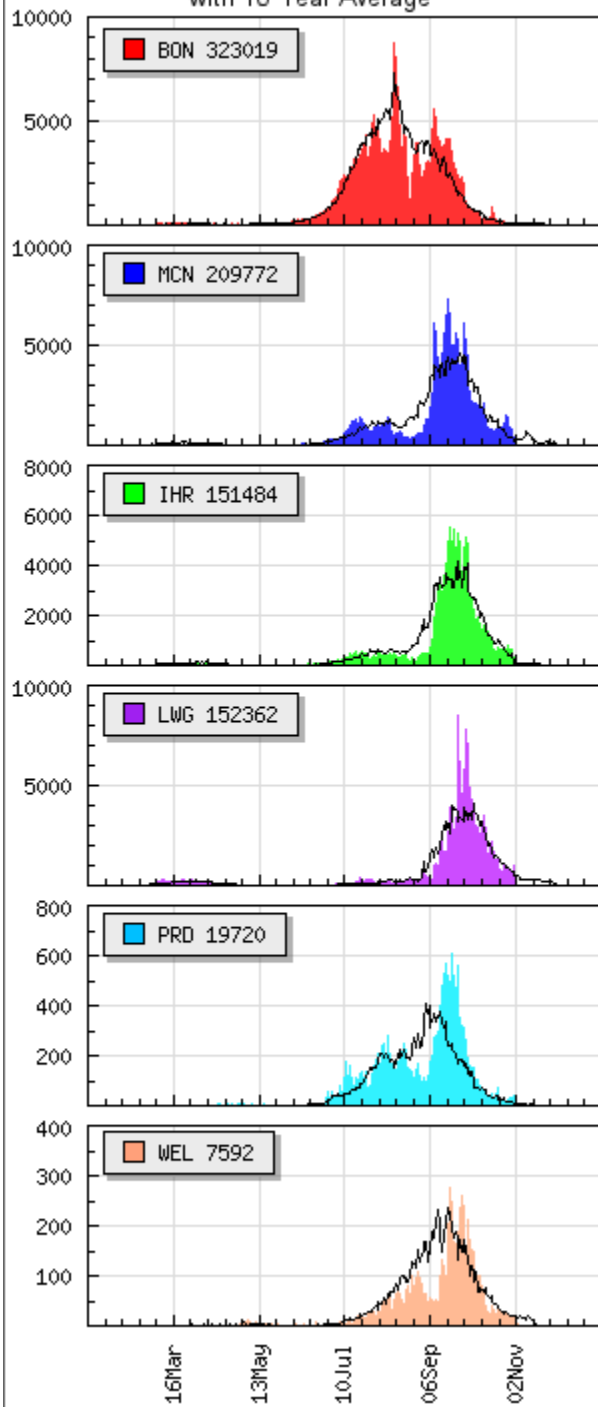 with 10 Year Average
10000
5000
BON 323019
10000
5000
MCN 209772
8000
6000
4000
2000
IHR 151484
10000
5000
LWG 152362
800
600
400
200
PRD 19720
400
300
200
100
WEL 7592
16Mar
13May
10Jul
06Sep
02Nov